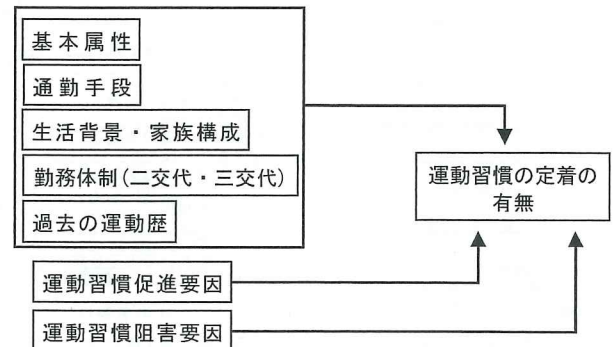 基本属性
通勤手段
生活背景・家族構成
勤務体制(二交代・三交代)
過去の運動歴
運動習慣の定着の
有無
運動習慣促進要因
運動習慣阻害要因